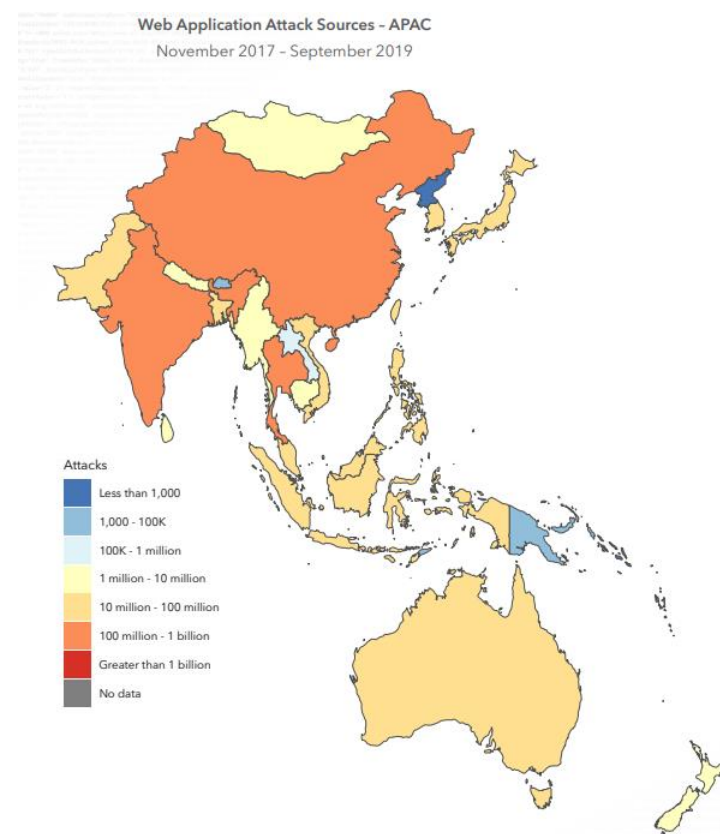 Web Application Attack Sources – APAC
November 2017 – September 2019
Attacks
Less than 1,000
1,000 - 100K
100K - 1 million
1 million - 10 million
10 million - 100 million
100 million - 1 billion
Greater than 1 billion
No data